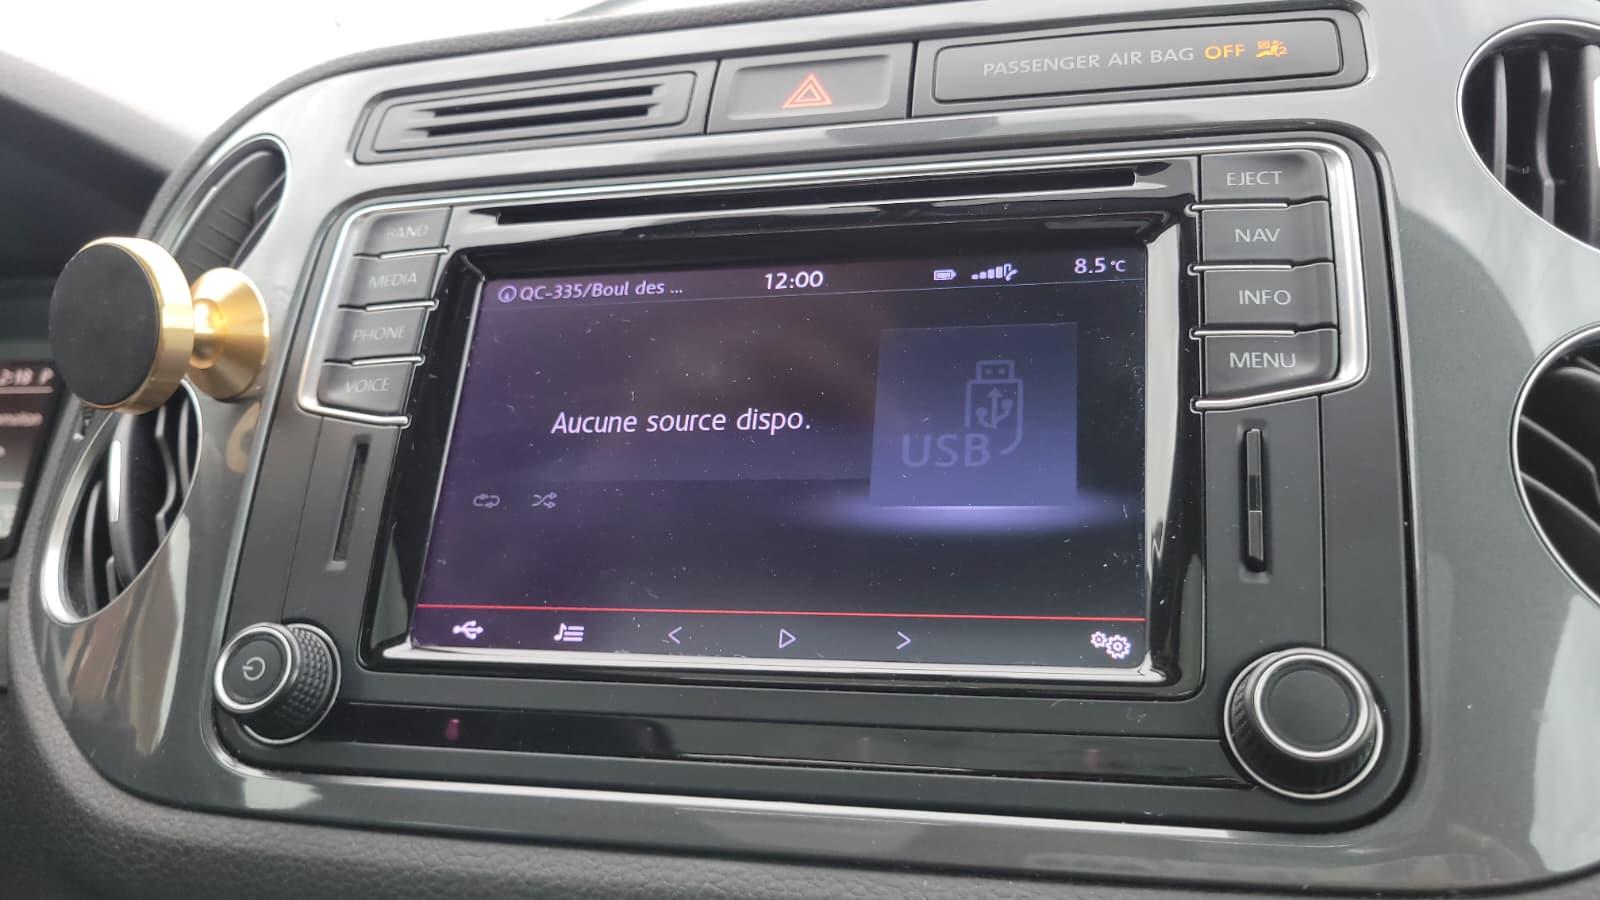 PASSENGER AIR BAG OFF
BAND
MEDIA
PHONE
VOICE
EJECT
NAV
INFO
MENU
QC-335/Boul des ...
12:00
8.5°C
Aucune source dispo.
USB